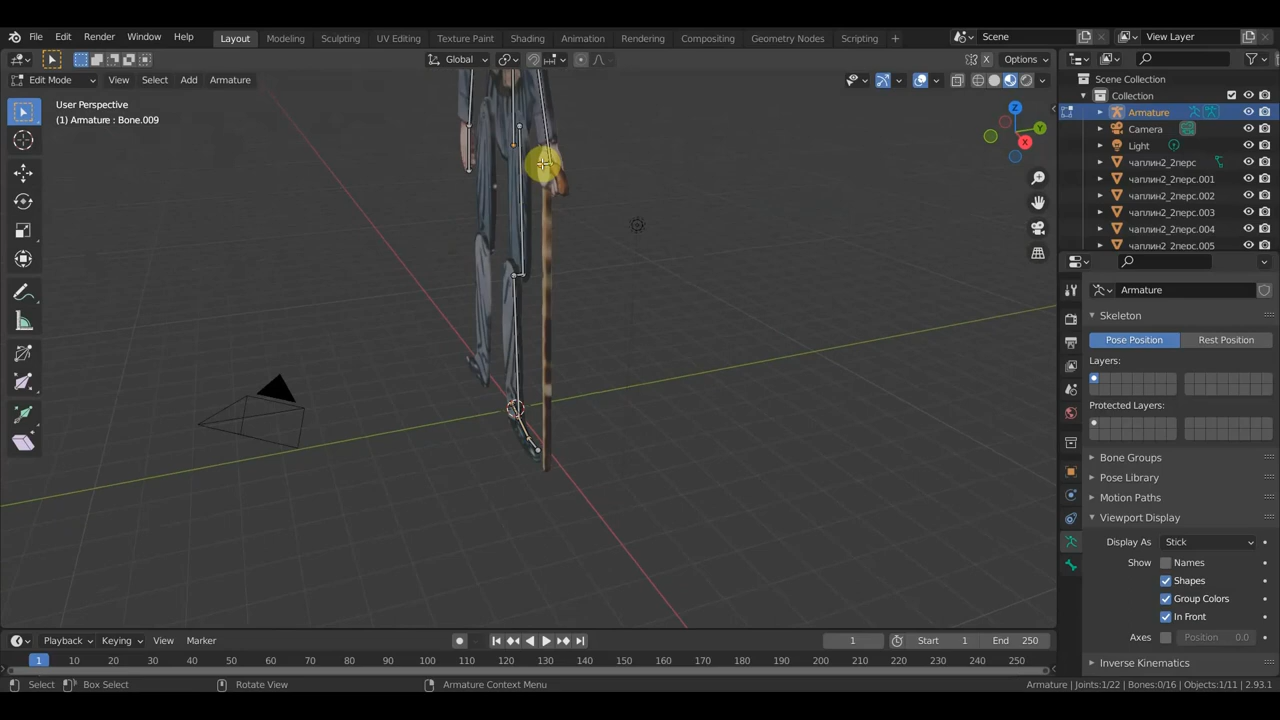 File Edit Render Window Help Layout Modeling Sculpting UV Editing Texture Paint Shading Animation Rendering Compositing Geometry Nodes Scripting + Scene View Layer
Global X Options
Edit Mode View Select Add Armature
User Perspective
(1) Armature : Bone.009
Z
Y
X
Scene Collection
Collection
Armature
Camera
Light
чаплин2_2перс
чаплин2_2перс.001
чаплин2_2перс.002
чаплин2_2перс.003
чаплин2_2перс.004
чаплин2_2перс.005
Armature
Skeleton
Pose Position Rest Position
Layers:
Protected Layers:
Bone Groups
Pose Library
Motion Paths
Viewport Display
Display As Stick
Show Names
Shapes
Group Colors
In Front
Axes Position 0.0
Inverse Kinematics
Playback Keying View Marker 1 Start 1 End 250
1 10 20 30 40 50 60 70 80 90 100 110 120 130 140 150 160 170 180 190 200 210 220 230 240 250
Select Box Select Rotate View Armature Context Menu Armature | Joints:1/22 | Bones:0/16 | Objects:1/11 | 2.93.1